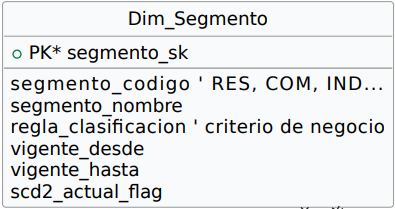 Dim_Segmento
PK* segmento_sk
segmento_codigo ' RES, COM, IND...
segmento_nombre
regla_clasificacion ' criterio de negocio
vigente_desde
vigente_hasta
scd2_actual_flag